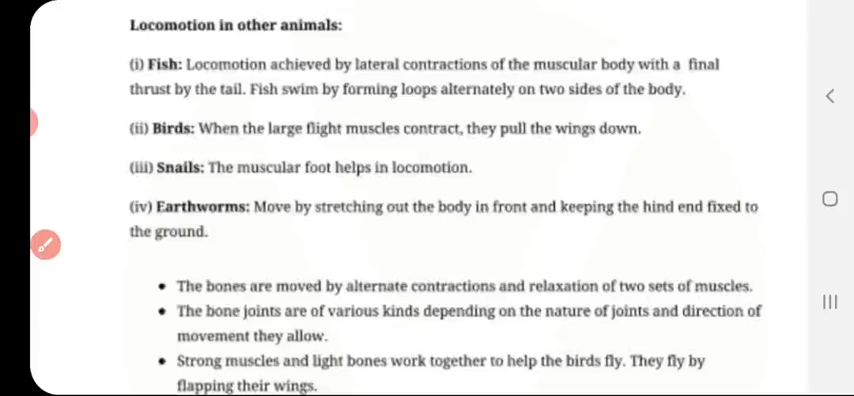 Locomotion in other animals:
(i) Fish: Locomotion achieved by lateral contractions of the muscular body with a final
thrust by the tail. Fish swim by forming loops alternately on two sides of the body.
(ii) Birds: When the large flight muscles contract, they pull the wings down.
(iii) Snails: The muscular foot helps in locomotion.
(iv) Earthworms: Move by stretching out the body in front and keeping the hind end fixed to
the ground.
• The bones are moved by alternate contractions and relaxation of two sets of muscles.
• The bone joints are of various kinds depending on the nature of joints and direction of
movement they allow.
• Strong muscles and light bones work together to help the birds fly. They fly by
flapping their wings.